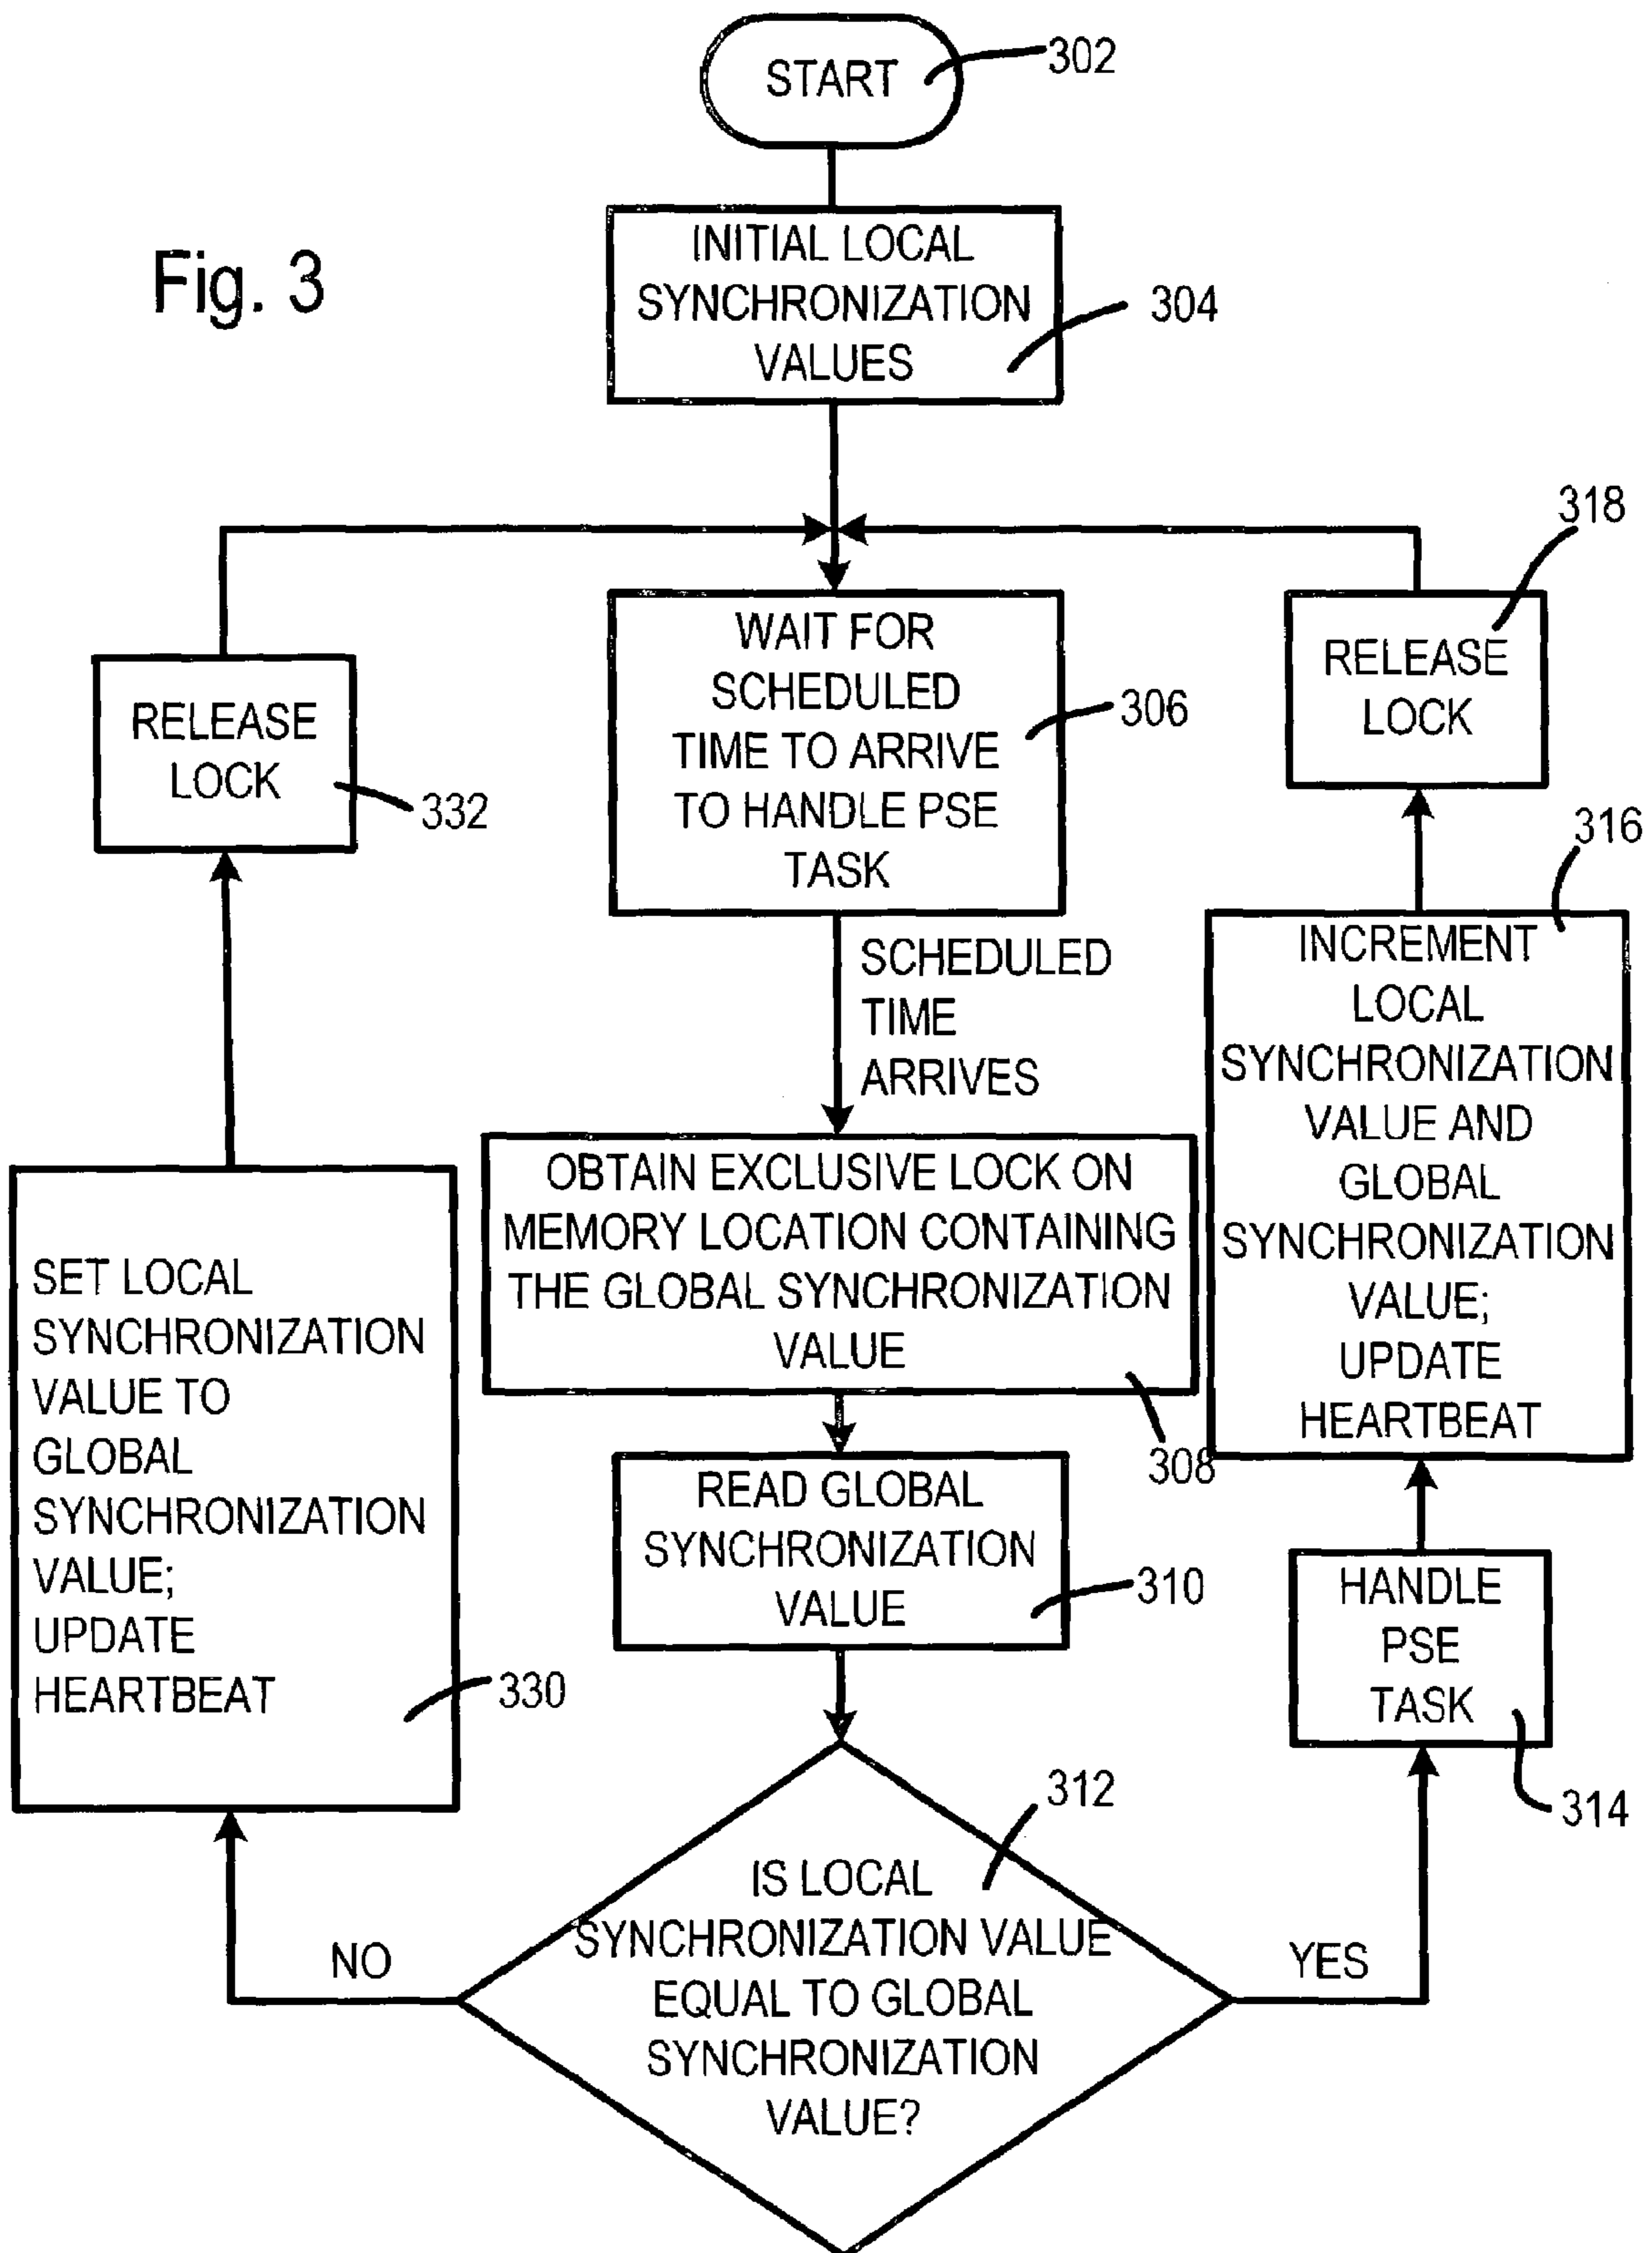 START
302
Fig. 3
INITIAL LOCAL
SYNCHRONIZATION
VALUES
304
318
RELEASE
LOCK
332
WAIT FOR
SCHEDULED
TIME TO ARRIVE
TO HANDLE PSE
TASK
306
RELEASE
LOCK
316
SCHEDULED
TIME
ARRIVES
INCREMENT
LOCAL
SYNCHRONIZATION
VALUE AND
GLOBAL
SYNCHRONIZATION
VALUE;
UPDATE
HEARTBEAT
SET LOCAL
SYNCHRONIZATION
VALUE TO
GLOBAL
SYNCHRONIZATION
VALUE;
UPDATE
HEARTBEAT
330
OBTAIN EXCLUSIVE LOCK ON
MEMORY LOCATION CONTAINING
THE GLOBAL SYNCHRONIZATION
VALUE
308
READ GLOBAL
SYNCHRONIZATION
VALUE
310
HANDLE
PSE
TASK
314
312
IS LOCAL
SYNCHRONIZATION VALUE
EQUAL TO GLOBAL
SYNCHRONIZATION
VALUE?
NO
YES